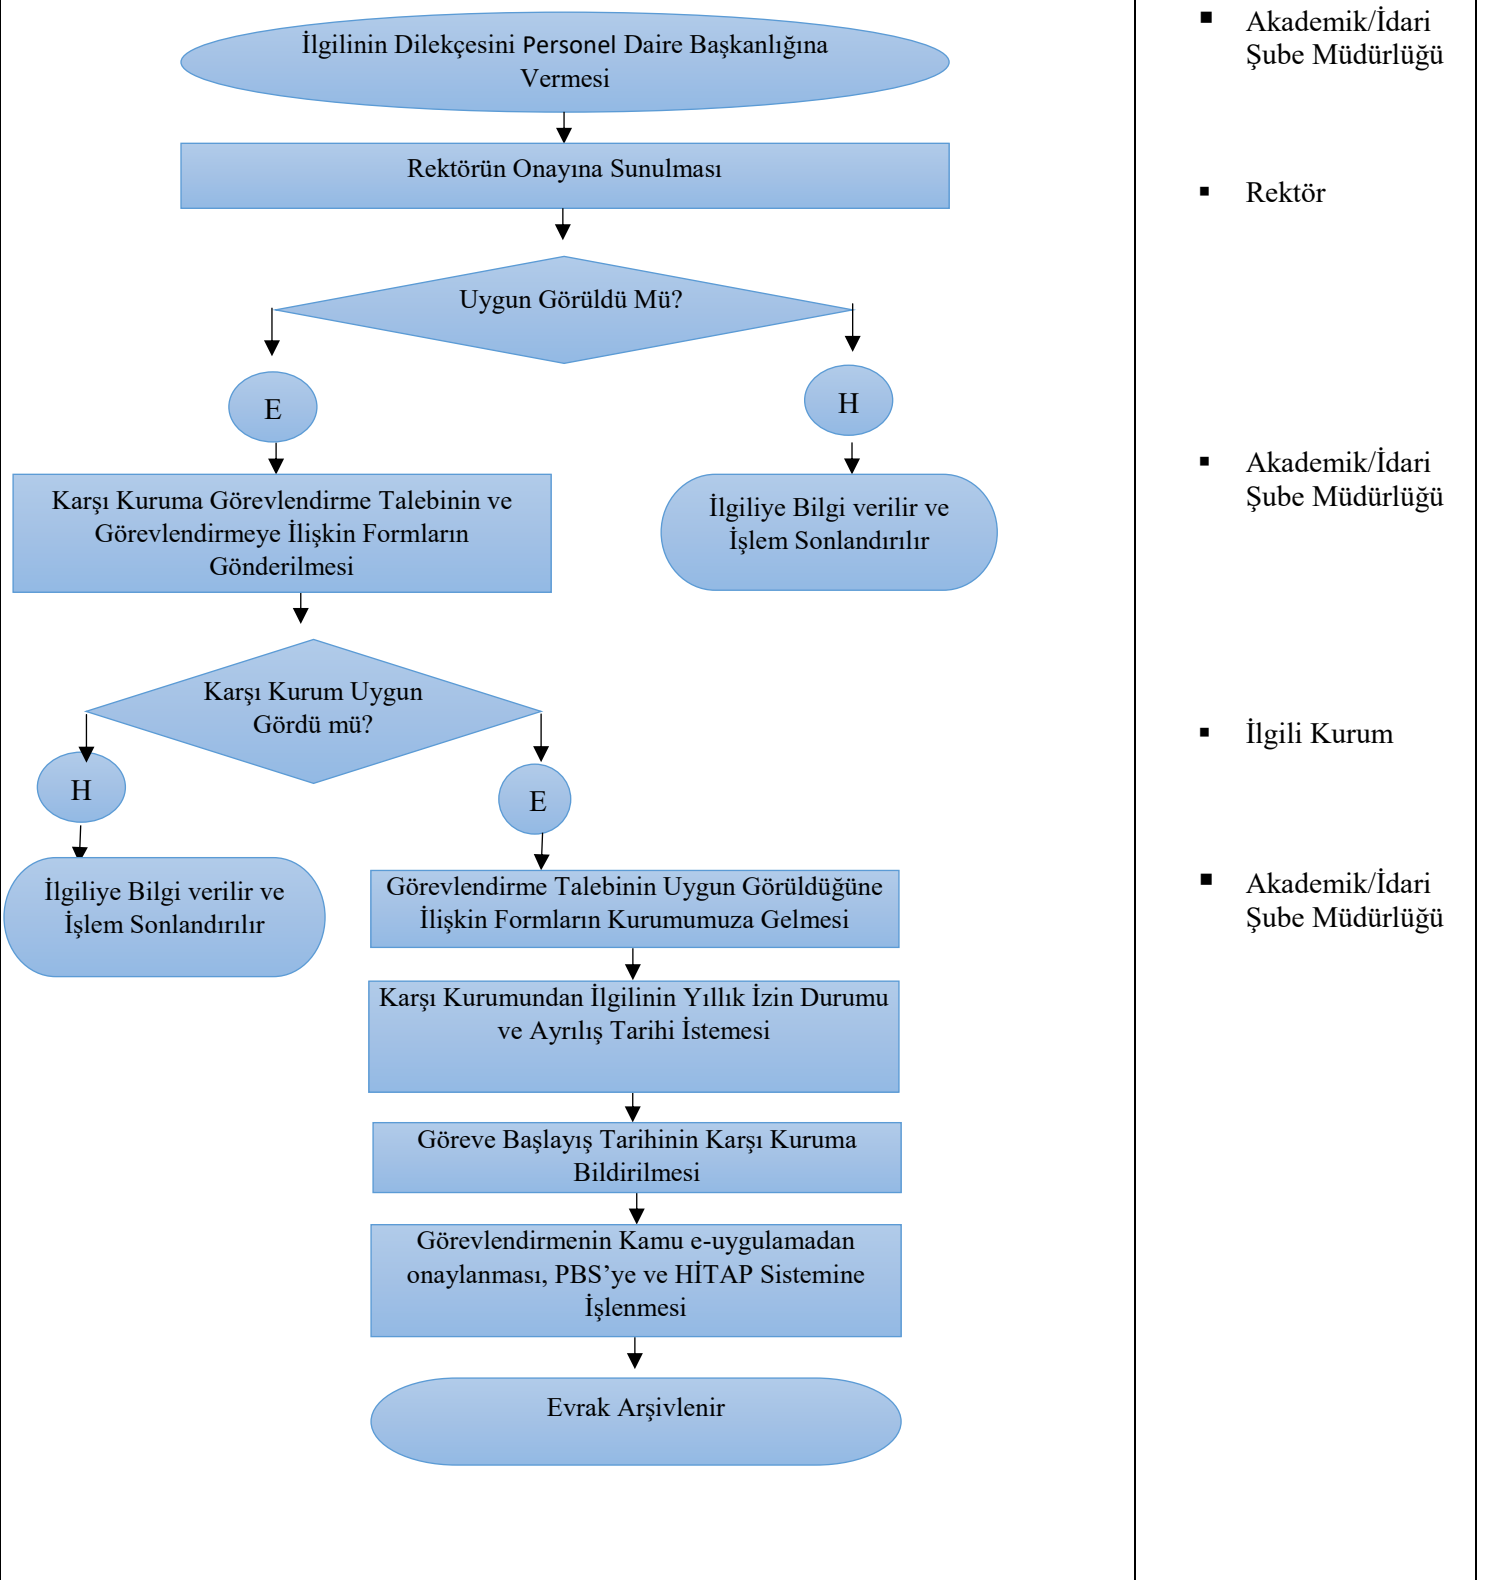 İlgilinin Dilekçesini Personel Daire Başkanlığına
Vermesi
Rektörün Onayına Sunulması
Uygun Görüldü Mü?
E
H
Karşı Kuruma Görevlendirme Talebinin ve
Görevlendirmeye İlişkin Formların
Gönderilmesi
İlgiliye Bilgi verilir ve
İşlem Sonlandırılır
Karşı Kurum Uygun
Gördü mü?
H
E
İlgiliye Bilgi verilir ve
İşlem Sonlandırılır
Görevlendirme Talebinin Uygun Görüldüğüne
İlişkin Formların Kurumumuza Gelmesi
Karşı Kurumundan İlgilinin Yıllık İzin Durumu
ve Ayrılış Tarihi İstemesi
Göreve Başlayış Tarihinin Karşı Kuruma
Bildirilmesi
Görevlendirmenin Kamu e-uygulamadan
onaylanması, PBS’ye ve HİTAP Sistemine
İşlenmesi
Evrak Arşivlenir
▪ Akademik/İdari
Şube Müdürlüğü
▪ Rektör
▪ Akademik/İdari
Şube Müdürlüğü
▪ İlgili Kurum
▪ Akademik/İdari
Şube Müdürlüğü